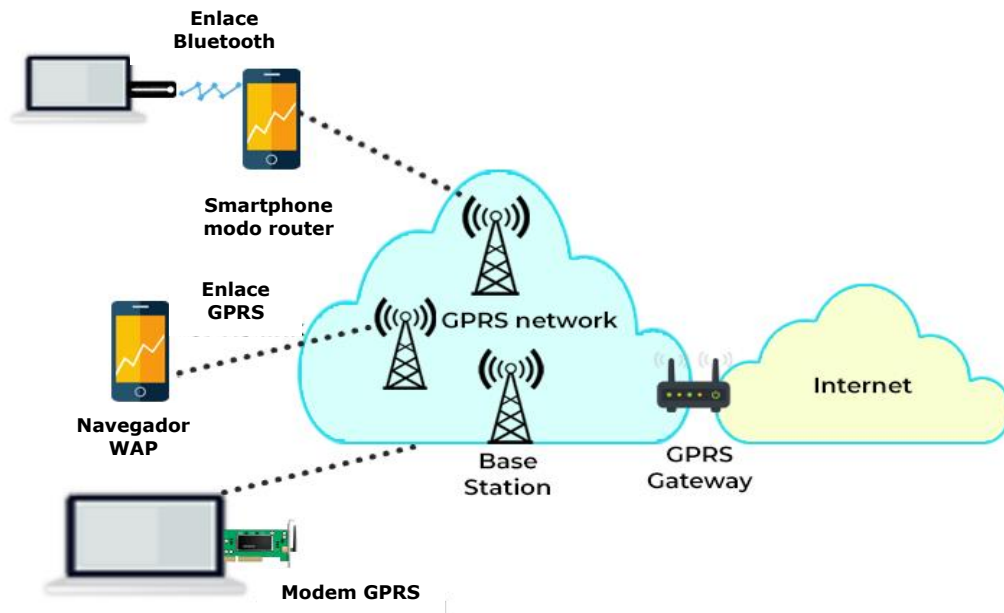 Enlace
Bluetooth
Smartphone
modo router
Enlace
GPRS
GPRS network
Navegador
WAP
Internet
Base
Station
GPRS
Gateway
Modem GPRS